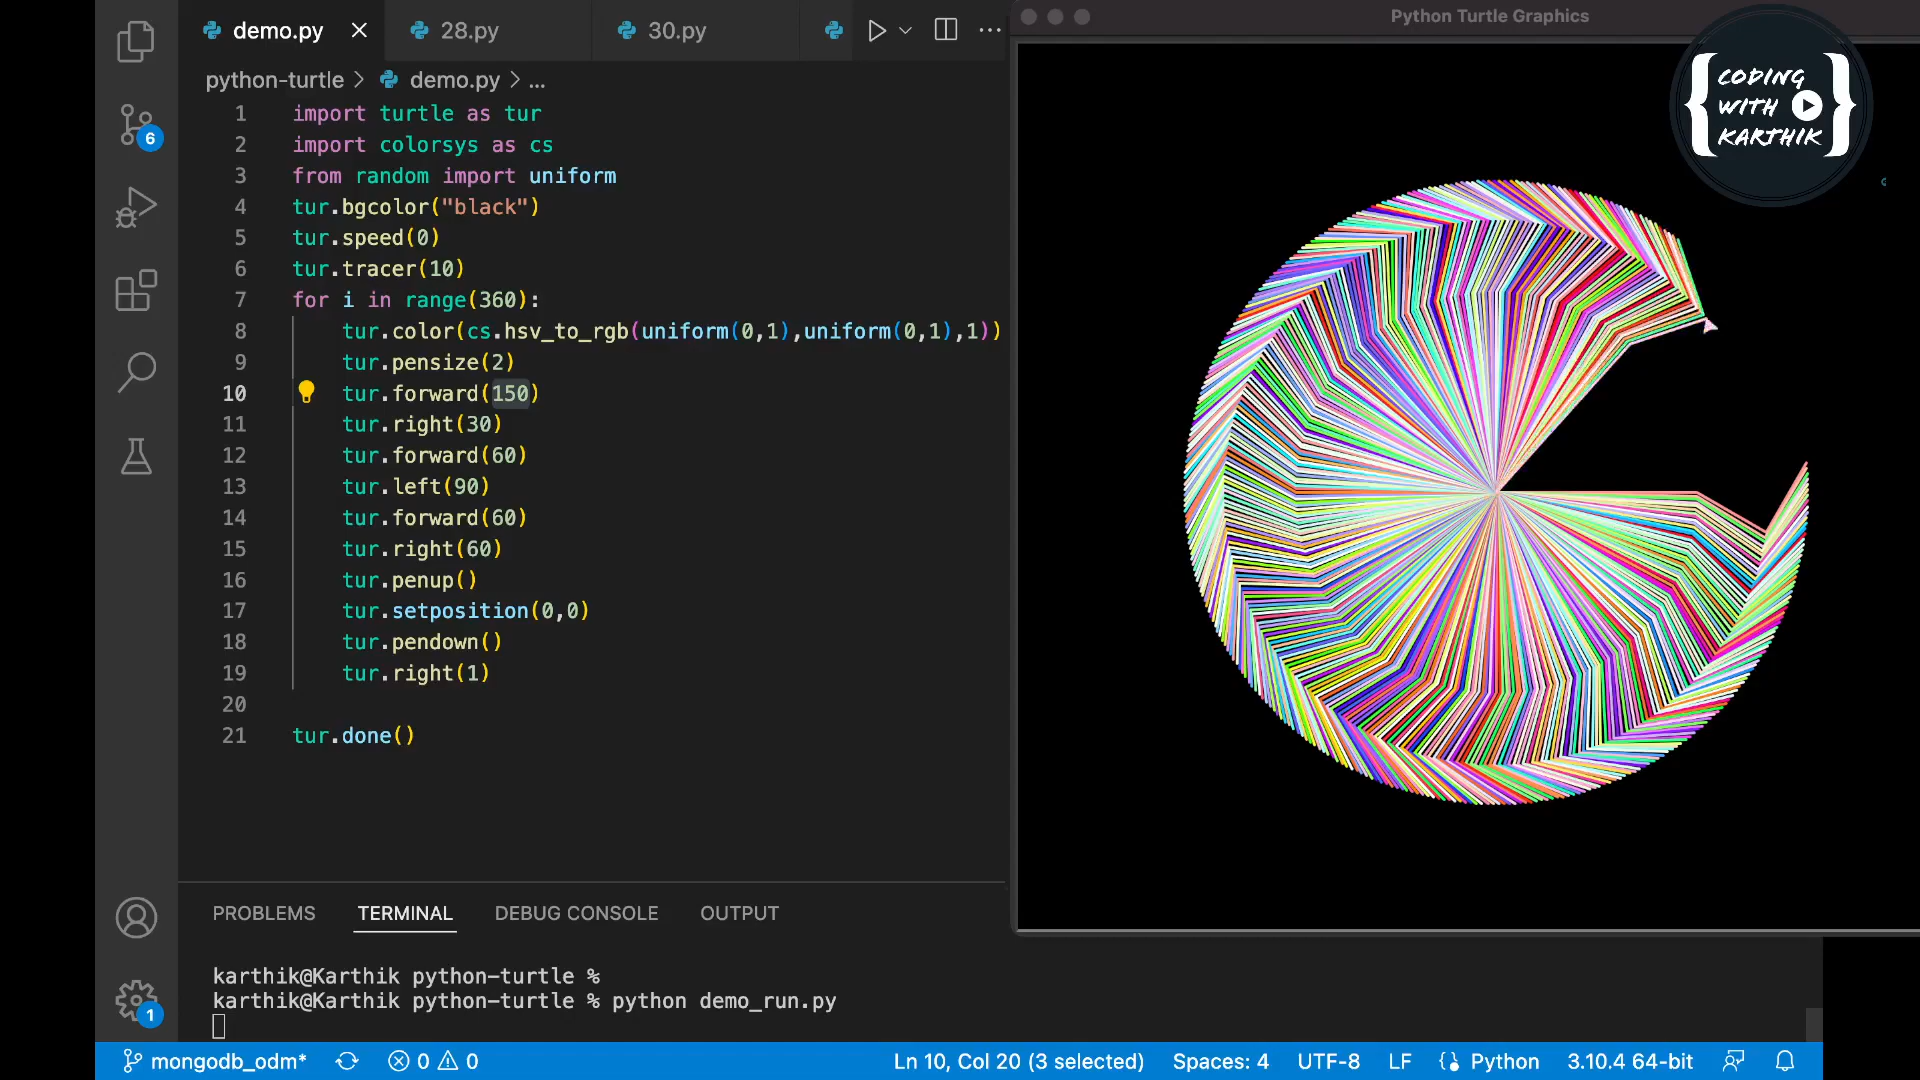 demo.py
28.py
30.py
Python Turtle Graphics
CODING
WITH
KARTHIK
python-turtle > demo.py > ...
1 import turtle as tur
2 import colorsys as cs
3 from random import uniform
4 tur.bgcolor("black")
5 tur.speed(0)
6 tur.tracer(10)
7 for i in range(360):
8 tur.color(cs.hsv_to_rgb(uniform(0,1),uniform(0,1),1))
9 tur.pensize(2)
10 tur.forward(150)
11 tur.right(30)
12 tur.forward(60)
13 tur.left(90)
14 tur.forward(60)
15 tur.right(60)
16 tur.penup()
17 tur.setposition(0,0)
18 tur.pendown()
19 tur.right(1)
20
21 tur.done()
6
PROBLEMS TERMINAL DEBUG CONSOLE OUTPUT
karthik@Karthik python-turtle %
karthik@Karthik python-turtle % python demo_run.py
1
mongodb_odm* 0 0 Ln 10, Col 20 (3 selected) Spaces: 4 UTF-8 LF Python 3.10.4 64-bit